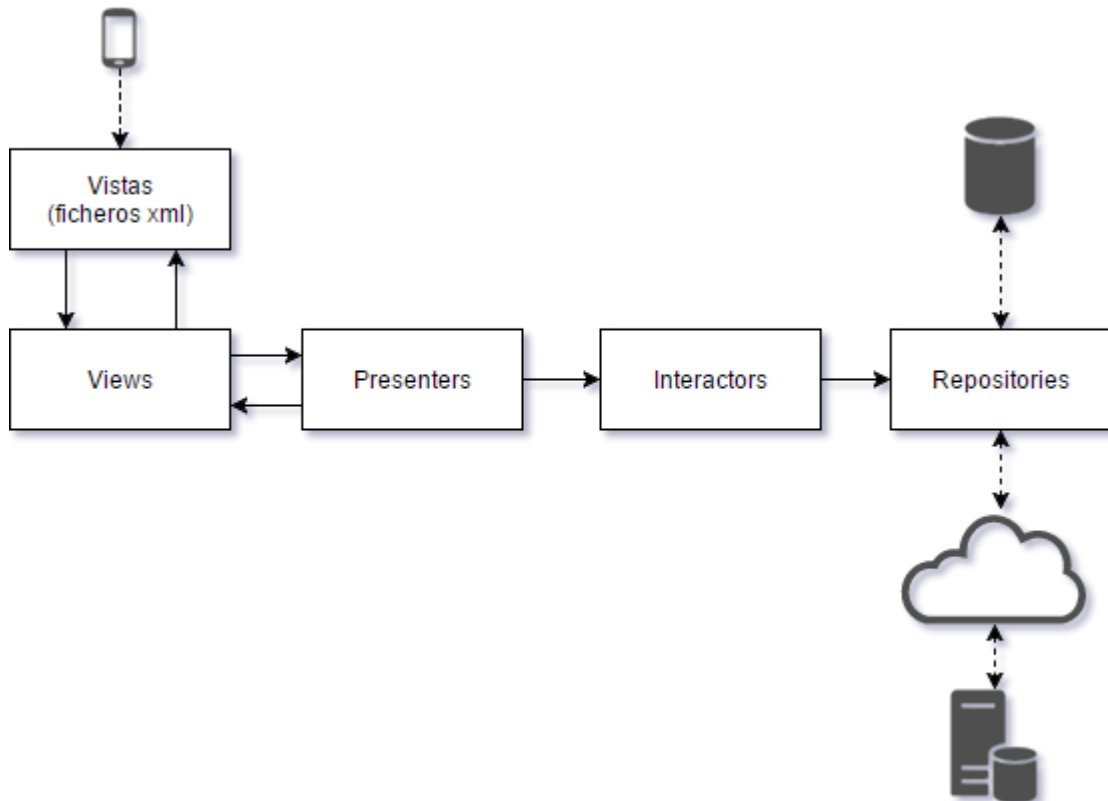 Vistas
(ficheros xml)
Views
Presenters
Interactors
Repositories